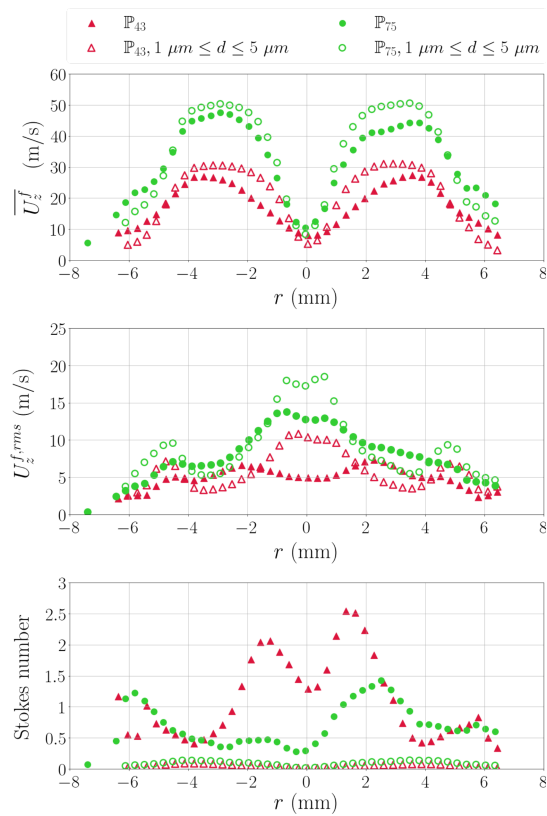 ℙ₄₃
ℙ₇₅
ℙ₄₃, 1 μm ≤ d ≤ 5 μm
ℙ₇₅, 1 μm ≤ d ≤ 5 μm
60
50
40
30
20
10
0
−8 −6 −4 −2 0 2 4 6 8
r (mm)
$\overline{U_z^f}$ (m/s)
25
20
15
10
5
0
−8 −6 −4 −2 0 2 4 6 8
r (mm)
$U_z^{f,rms}$ (m/s)
3
2.5
2
1.5
1
0.5
0
−8 −6 −4 −2 0 2 4 6 8
r (mm)
Stokes number